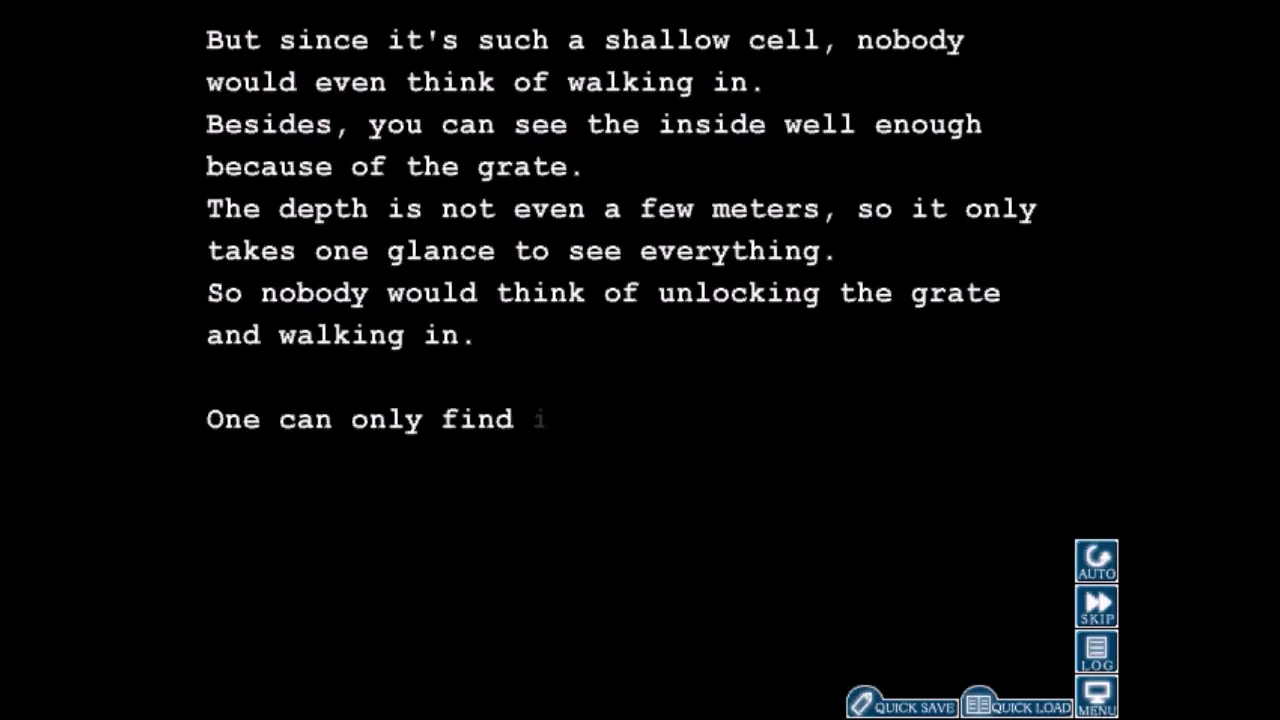 But since it's such a shallow cell, nobody
would even think of walking in.
Besides, you can see the inside well enough
because of the grate.
The depth is not even a few meters, so it only
takes one glance to see everything.
So nobody would think of unlocking the grate
and walking in.
One can only find i
AUTO
SKIP
LOG
QUICK SAVE
QUICK LOAD
MENU